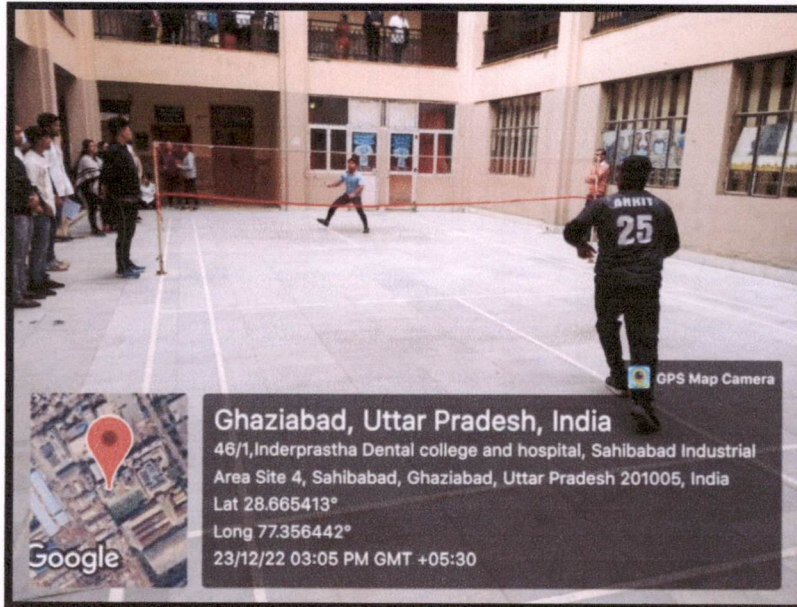 ARKIT
25
GPS Map Camera
Ghaziabad, Uttar Pradesh, India
46/1,Inderprastha Dental college and hospital, Sahibabad Industrial
Area Site 4, Sahibabad, Ghaziabad, Uttar Pradesh 201005, India
Lat 28.665413°
Long 77.356442°
23/12/22 03:05 PM GMT +05:30
Google